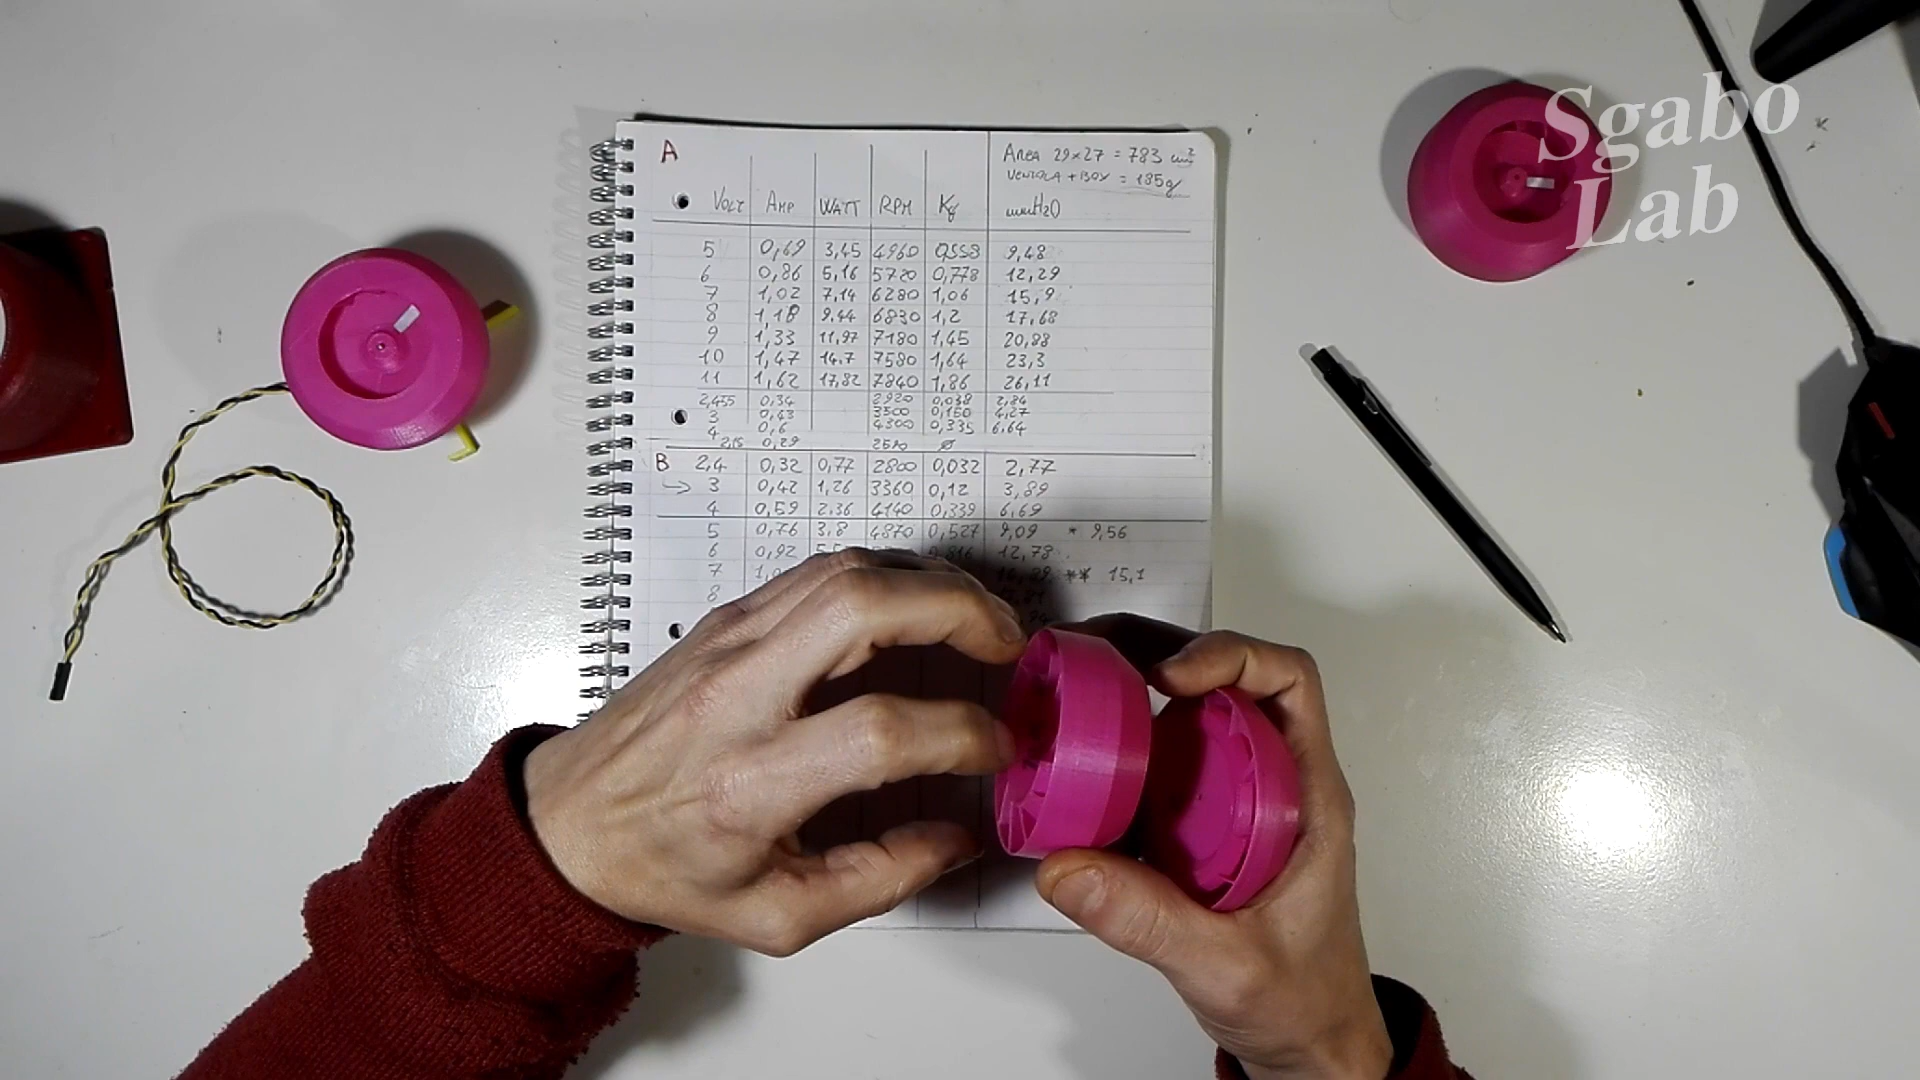 A
Area 29x27 = 783 cm²
VENTOLA + BOX = 185g
VOLT AMP WATT RPM Kg mmH2O
5 0,69 3,45 4960 0,553 9,48
6 0,86 5,16 5720 0,778 12,29
7 1,02 7,14 6280 1,06 15,9
8 1,18 9,44 6830 1,2 17,68
9 1,33 11,97 7180 1,45 20,88
10 1,47 14,7 7580 1,64 23,3
11 1,62 17,82 7840 1,86 26,11
2,455 0,34 2920 0,038 2,84
3 0,43 3500 0,150 4,27
4 0,6 4300 0,335 6,64
2,15 0,29 2570 ∅
B 2,4 0,32 0,77 2800 0,032 2,77
→ 3 0,42 1,26 3360 0,12 3,89
4 0,59 2,36 4140 0,339 6,69
5 0,76 3,8 4870 0,527 9,09 * 9,56
6 0,92 12,78
7 ** 15,1
8
Sgabo
Lab